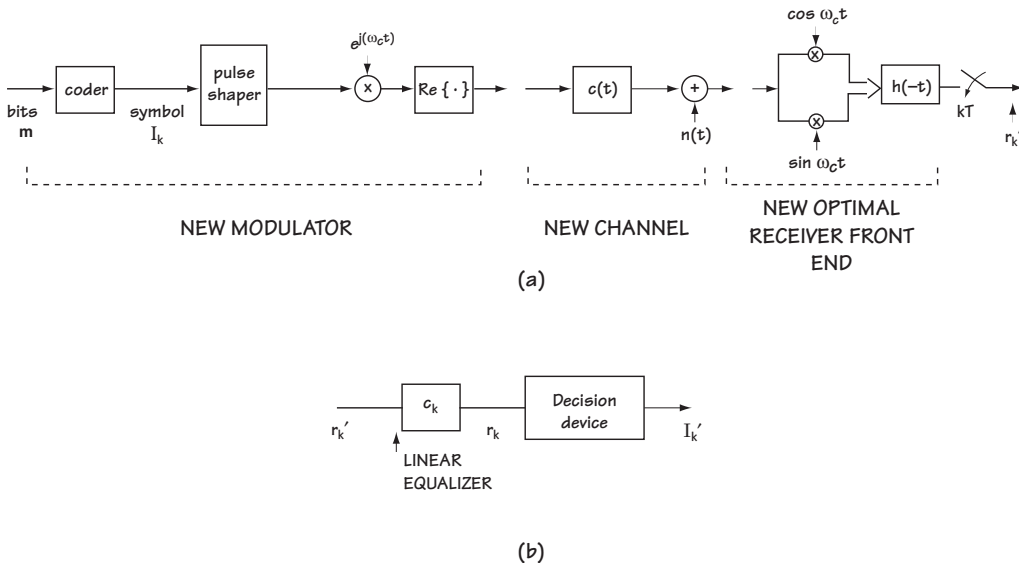 bits
m
coder
symbol
I_k
pulse
shaper
e^{j(ω_c t)}
×
Re { · }
NEW MODULATOR
c(t)
+
n(t)
NEW CHANNEL
cos ω_c t
×
×
sin ω_c t
h(−t)
kT
r_k′
NEW OPTIMAL
RECEIVER FRONT
END
(a)
r_k′
c_k
LINEAR
EQUALIZER
r_k
Decision
device
I_k′
(b)